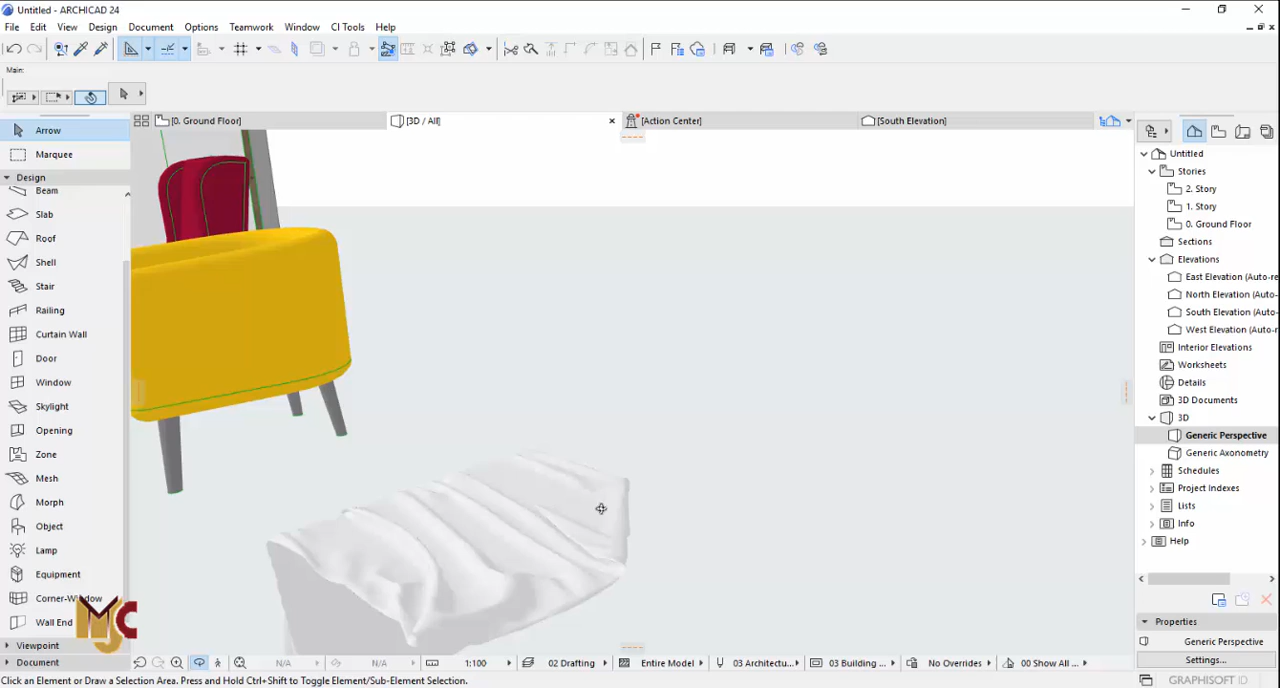 Untitled - ARCHICAD 24
File Edit View Design Document Options Teamwork Window CI Tools Help
Main:
[0. Ground Floor] [3D / All] [Action Center] [South Elevation]
Arrow
Marquee
Design
Beam
Slab
Roof
Shell
Stair
Railing
Curtain Wall
Door
Window
Skylight
Opening
Zone
Mesh
Morph
Object
Lamp
Equipment
Corner-Window
Wall End
Viewpoint
Document
MJC
Untitled
Stories
2. Story
1. Story
0. Ground Floor
Sections
Elevations
East Elevation (Auto-re
North Elevation (Auto-
South Elevation (Auto-
West Elevation (Auto-re
Interior Elevations
Worksheets
Details
3D Documents
3D
Generic Perspective
Generic Axonometry
Schedules
Project Indexes
Lists
Info
Help
Properties
Generic Perspective
Settings...
N/A N/A 1:100 02 Drafting Entire Model 03 Architectu... 03 Building ... No Overrides 00 Show All ...
Click an Element or Draw a Selection Area. Press and Hold Ctrl+Shift to Toggle Element/Sub-Element Selection.
GRAPHISOFT ID